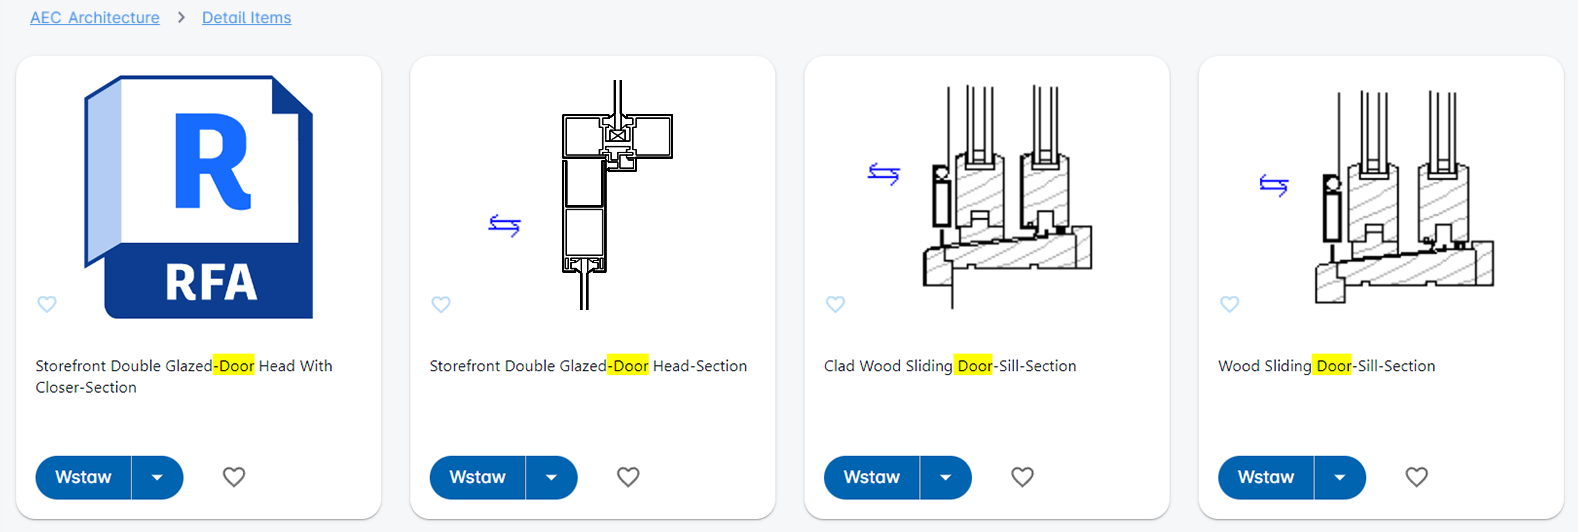 AEC Architecture > Detail Items
R
RFA
Storefront Double Glazed-Door Head With
Closer-Section
Wstaw
Storefront Double Glazed-Door Head-Section
Wstaw
Clad Wood Sliding Door-Sill-Section
Wstaw
Wood Sliding Door-Sill-Section
Wstaw